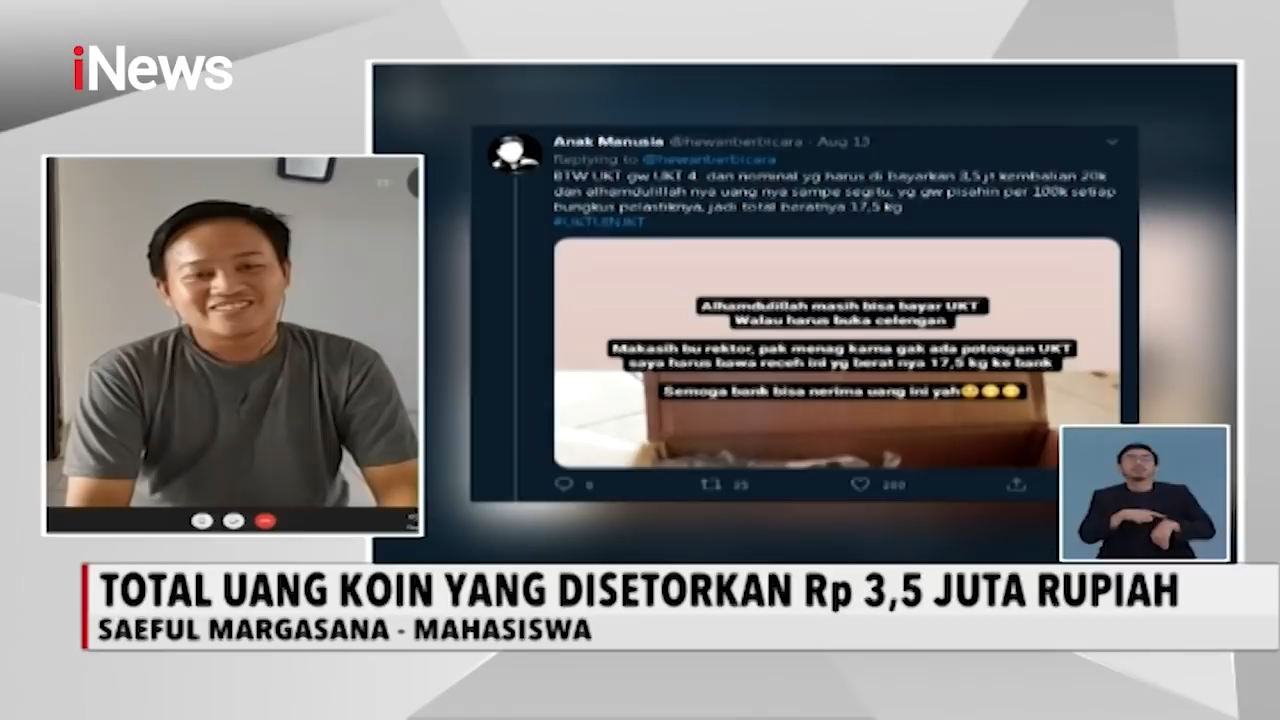 iNews
Anak Manusia @hewanberbicara · Aug 13
Replying to @hewanberbicara
BTW UKT gw UKT 4, dan nominal yg harus di bayarkan 3,5jt kembalian 20k
dan alhamdulillah nya uang nya sampe segitu, yg gw pisahin per 100k setiap
bungkus pelastiknya, jadi total beratnya 17,5 kg
#UKTUINJKT
Alhamdulillah masih bisa bayar UKT
Walau harus buka celengan
Makasih bu rektor, pak menag karna gak ada potongan UKT
saya harus bawa receh ini yg berat nya 17,5 kg ke bank
Semoga bank bisa nerima uang ini yah
TOTAL UANG KOIN YANG DISETORKAN Rp 3,5 JUTA RUPIAH
SAEFUL MARGASANA - MAHASISWA